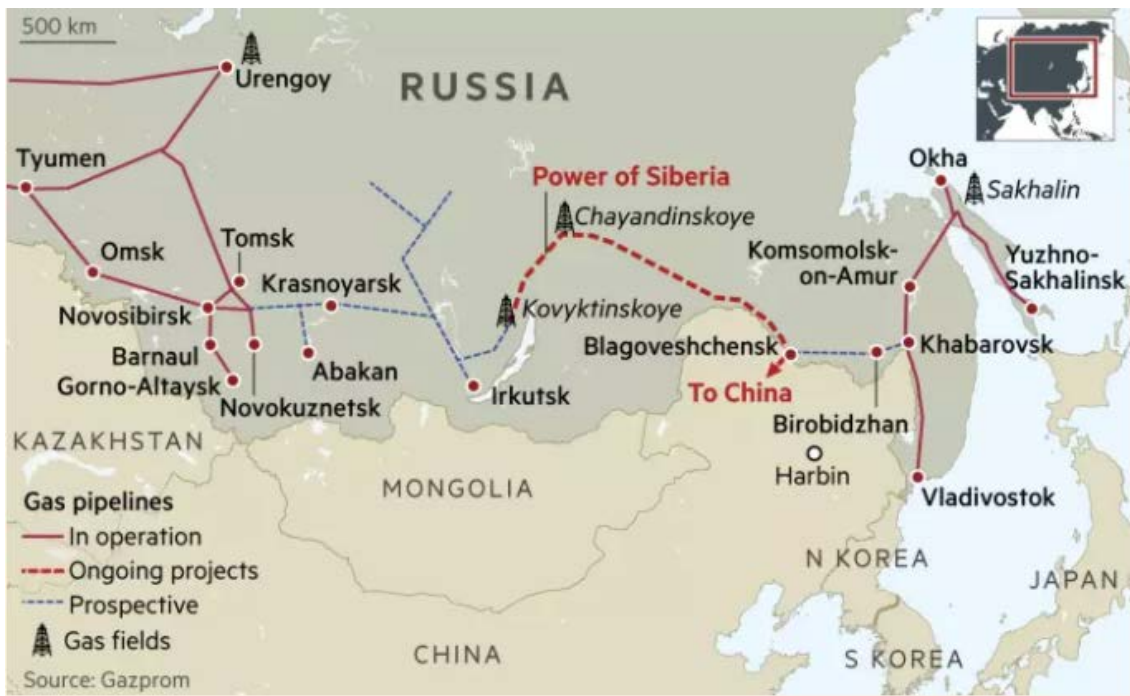 500 km
Urengoy
RUSSIA
Tyumen
Okha
Power of Siberia
Sakhalin
Chayandinskoye
Omsk
Tomsk
Komsomolsk-
on-Amur
Yuzhno-
Sakhalinsk
Krasnoyarsk
Novosibirsk
Kovyktinskoye
Blagoveshchensk
Khabarovsk
Barnaul
Abakan
Gorno-Altaysk
Irkutsk
To China
Novokuznetsk
Birobidzhan
KAZAKHSTAN
Harbin
MONGOLIA
Vladivostok
Gas pipelines
In operation
Ongoing projects
Prospective
Gas fields
N KOREA
JAPAN
CHINA
S KOREA
Source: Gazprom